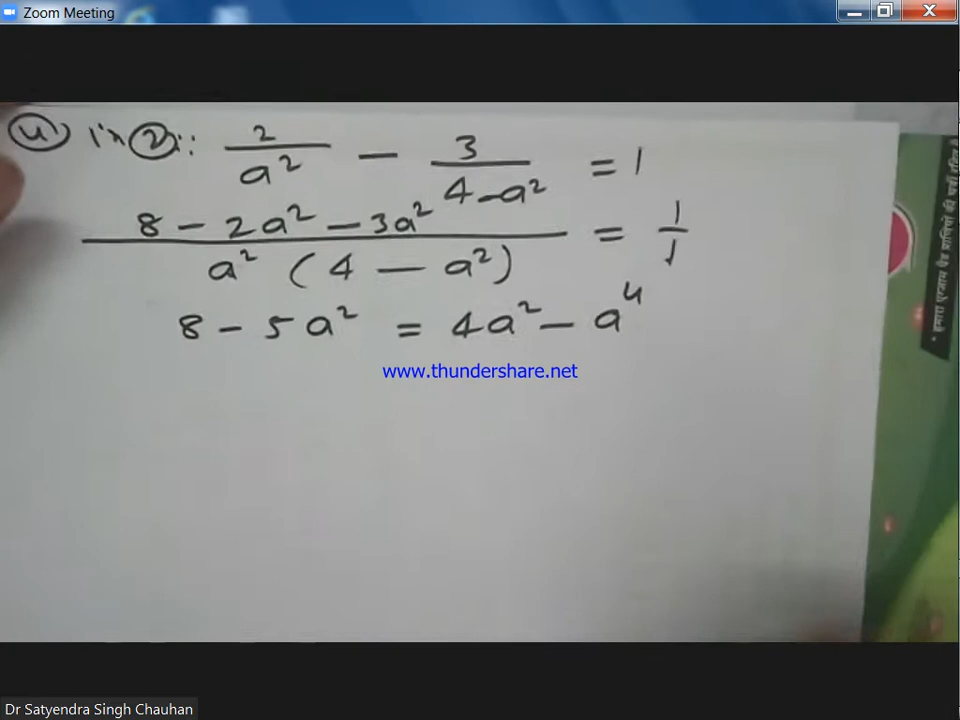 Zoom Meeting
(4) in (2) :: 2/a² - 3/(4-a²) = 1
(8 - 2a² - 3a²)/(a² (4 - a²)) = 1/1
8 - 5a² = 4a² - a⁴
www.thundershare.net
Dr Satyendra Singh Chauhan